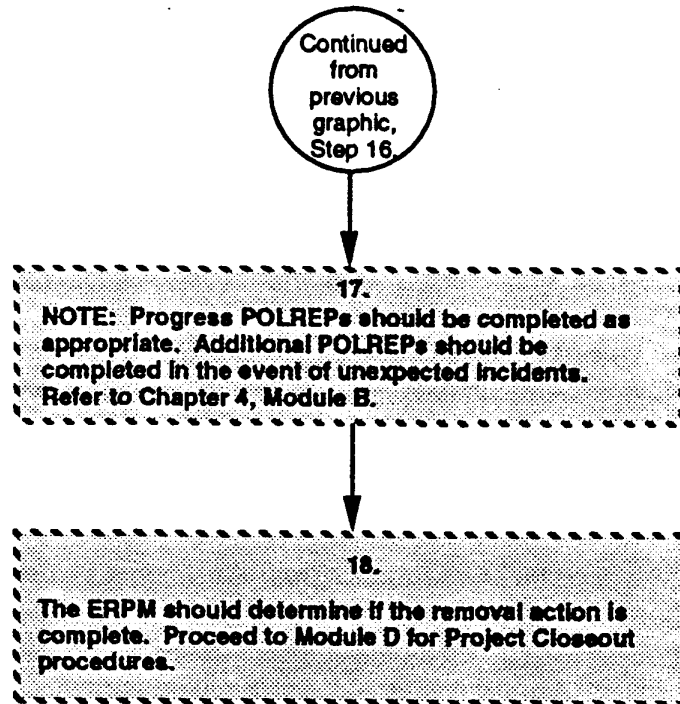 Continued
from
previous
graphic,
Step 16.
17.
NOTE: Progress POLREPs should be completed as
appropriate. Additional POLREPs should be
completed in the event of unexpected incidents.
Refer to Chapter 4, Module B.
18.
The ERPM should determine if the removal action is
complete. Proceed to Module D for Project Closeout
procedures.